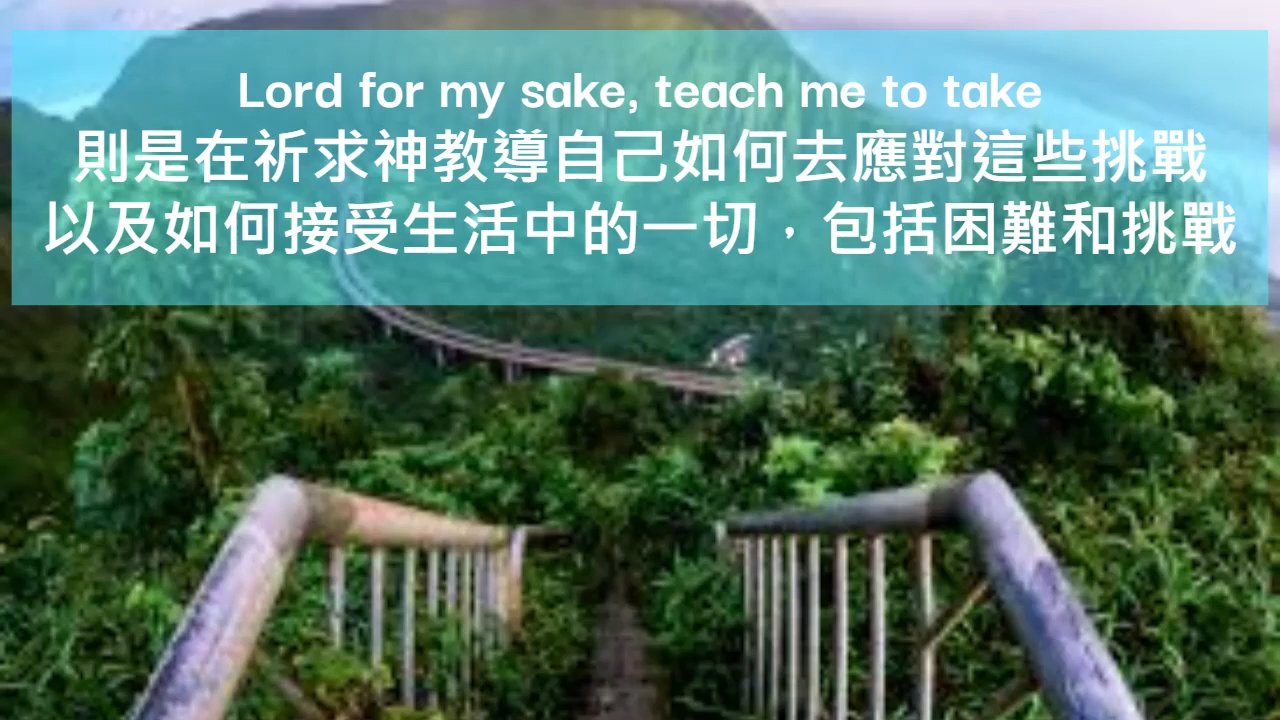 Lord for my sake, teach me to take
則是在祈求神教導自己如何去應對這些挑戰
以及如何接受生活中的一切，包括困難和挑戰